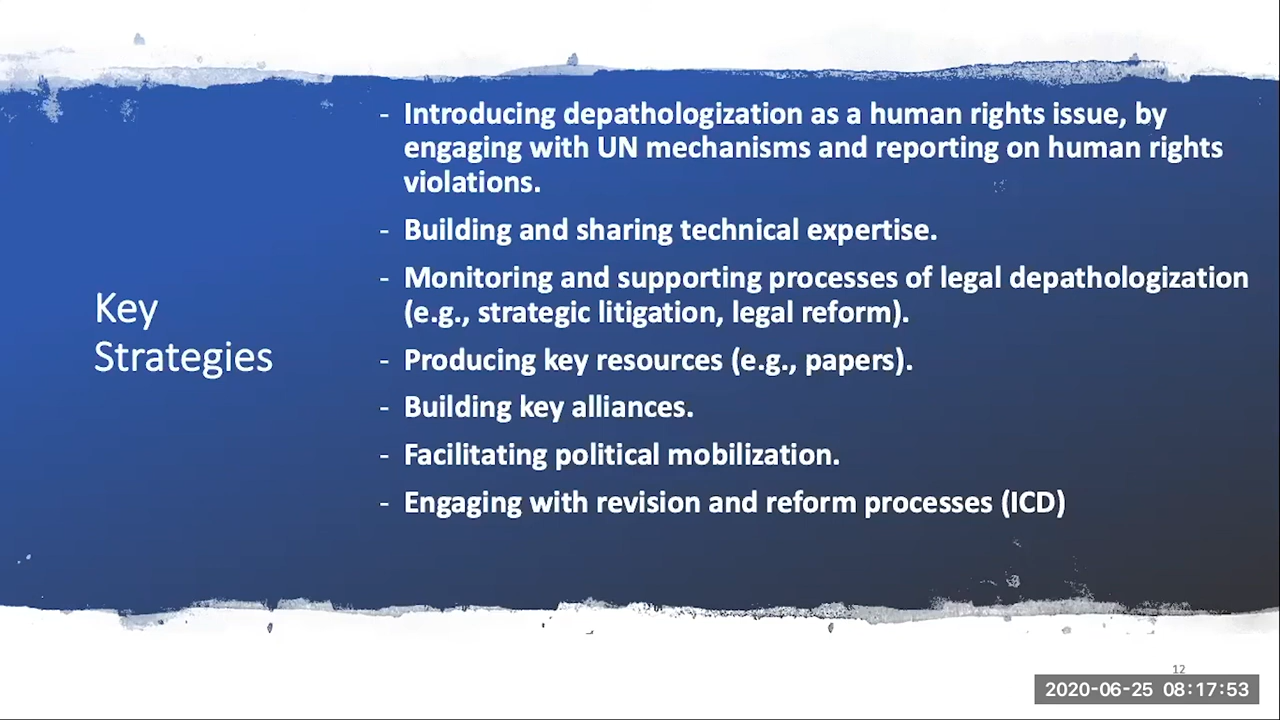 Key
Strategies
- Introducing depathologization as a human rights issue, by
engaging with UN mechanisms and reporting on human rights
violations.
- Building and sharing technical expertise.
- Monitoring and supporting processes of legal depathologization
(e.g., strategic litigation, legal reform).
- Producing key resources (e.g., papers).
- Building key alliances.
- Facilitating political mobilization.
- Engaging with revision and reform processes (ICD)
12
2020-06-25 08:17:53